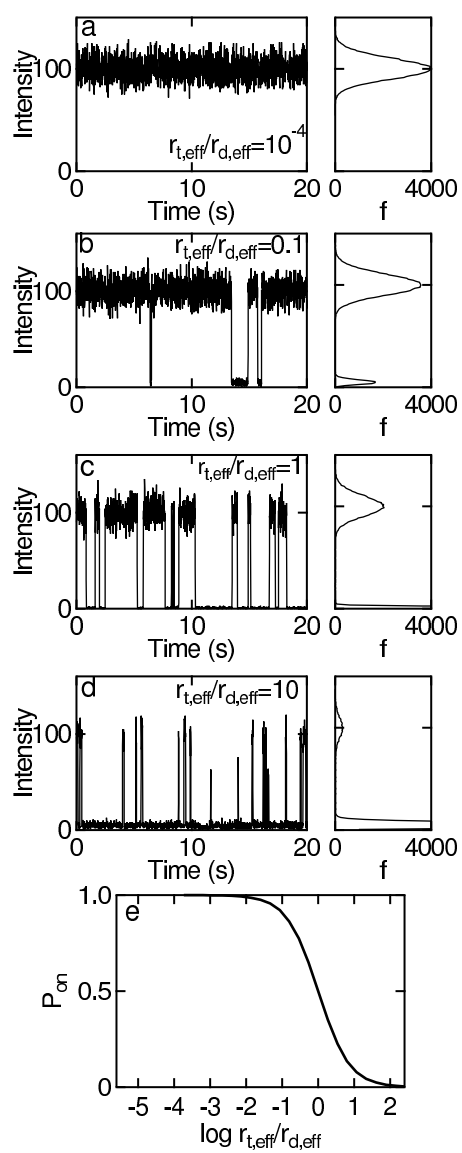 a
Intensity
100
0
r_t,eff/r_d,eff=10^-4
0 10 20
Time (s)
0 4000
f
b
r_t,eff/r_d,eff=0.1
Intensity
100
0
0 10 20
Time (s)
0 4000
f
c
r_t,eff/r_d,eff=1
Intensity
100
0
0 10 20
Time (s)
0 4000
f
d
r_t,eff/r_d,eff=10
Intensity
100
0
0 10 20
Time (s)
0 4000
f
e
P_on
1.0
0.5
0
-5 -4 -3 -2 -1 0 1 2
log r_t,eff/r_d,eff